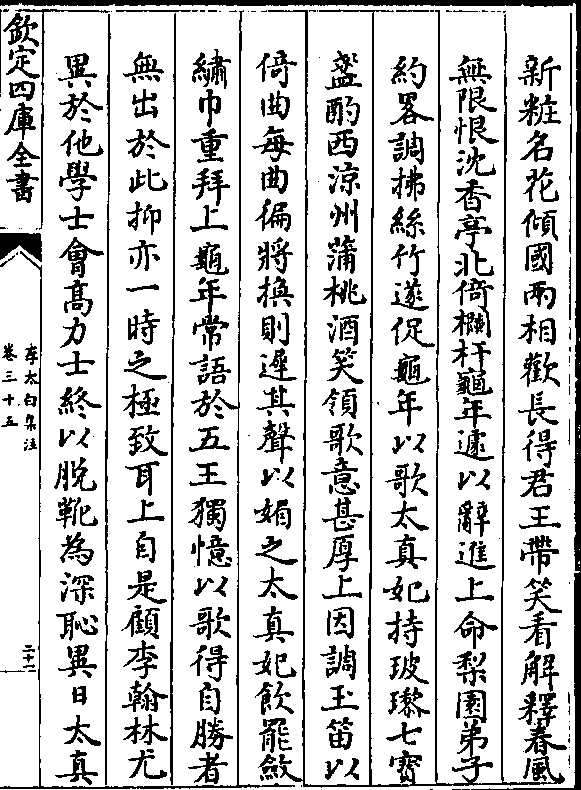 新粧名花傾國兩相歡長得君王帶笑看解釋春風
無限恨沈香亭北倚欄杆龜年遽以辭進上命梨園弟子
約畧調拂絲竹遂促龜年以歌太真妃持玻瓈七寳
盞酌西涼州蒲桃酒笑領歌意甚厚上因調玉笛以
倚曲每曲徧將換則遲其聲以媚之太真妃飲罷斂
繡巾重拜上龜年常語於五王獨憶以歌得自勝者
無出於此抑亦一時之極致耳上自是顧李翰林尤
異於他學士會髙力士終以脫靴為深恥異日太真
欽定四庫全書
李太白集注
卷三十五